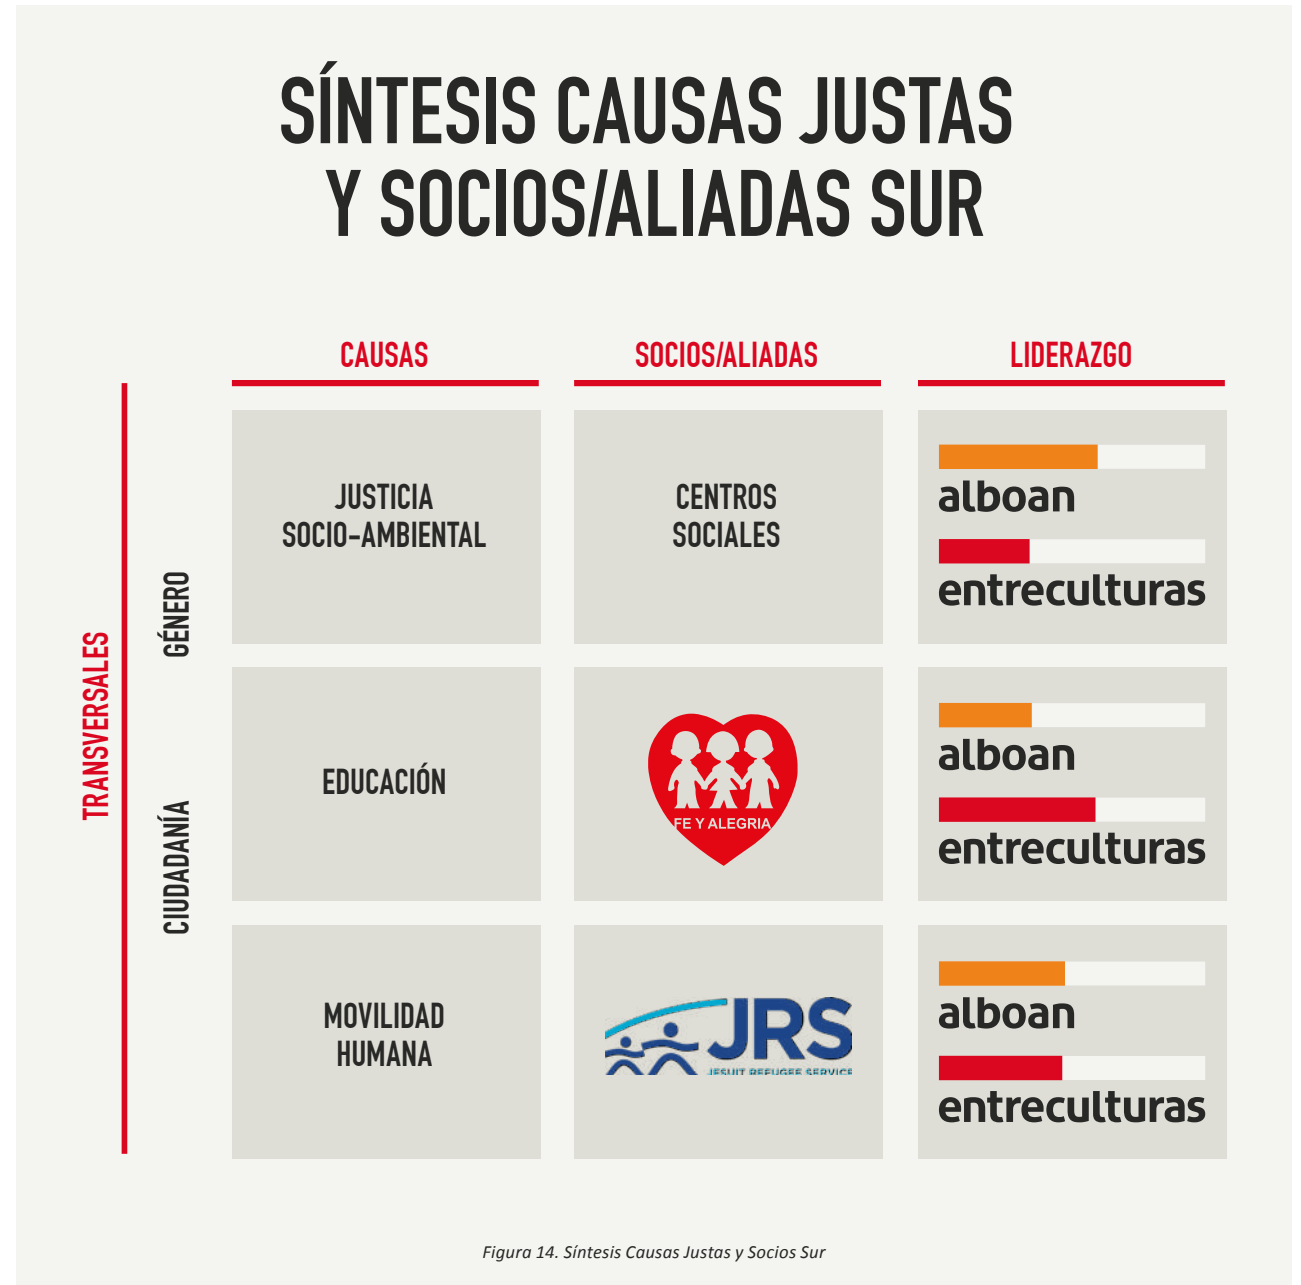 SÍNTESIS CAUSAS JUSTAS
Y SOCIOS/ALIADAS SUR
CAUSAS
SOCIOS/ALIADAS
LIDERAZGO
TRANSVERSALES
GÉNERO
CIUDADANÍA
JUSTICIA
SOCIO-AMBIENTAL
CENTROS
SOCIALES
alboan
entreculturas
EDUCACIÓN
FE Y ALEGRIA
alboan
entreculturas
MOVILIDAD
HUMANA
JRS
JESUIT REFUGEE SERVICE
alboan
entreculturas
Figura 14. Síntesis Causas Justas y Socios Sur